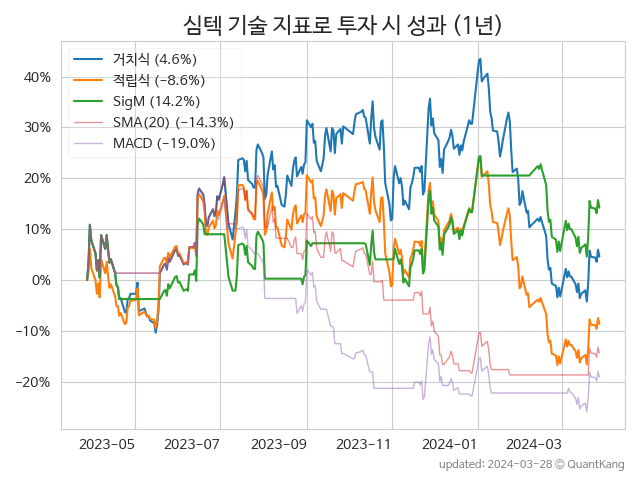 심텍 기술 지표로 투자 시 성과 (1년)
거치식 (4.6%)
적립식 (−8.6%)
SigM (14.2%)
SMA(20) (−14.3%)
MACD (−19.0%)
40%
30%
20%
10%
0%
−10%
−20%
2023−05 2023−07 2023−09 2023−11 2024−01 2024−03
updated: 2024−03−28 © QuantKang